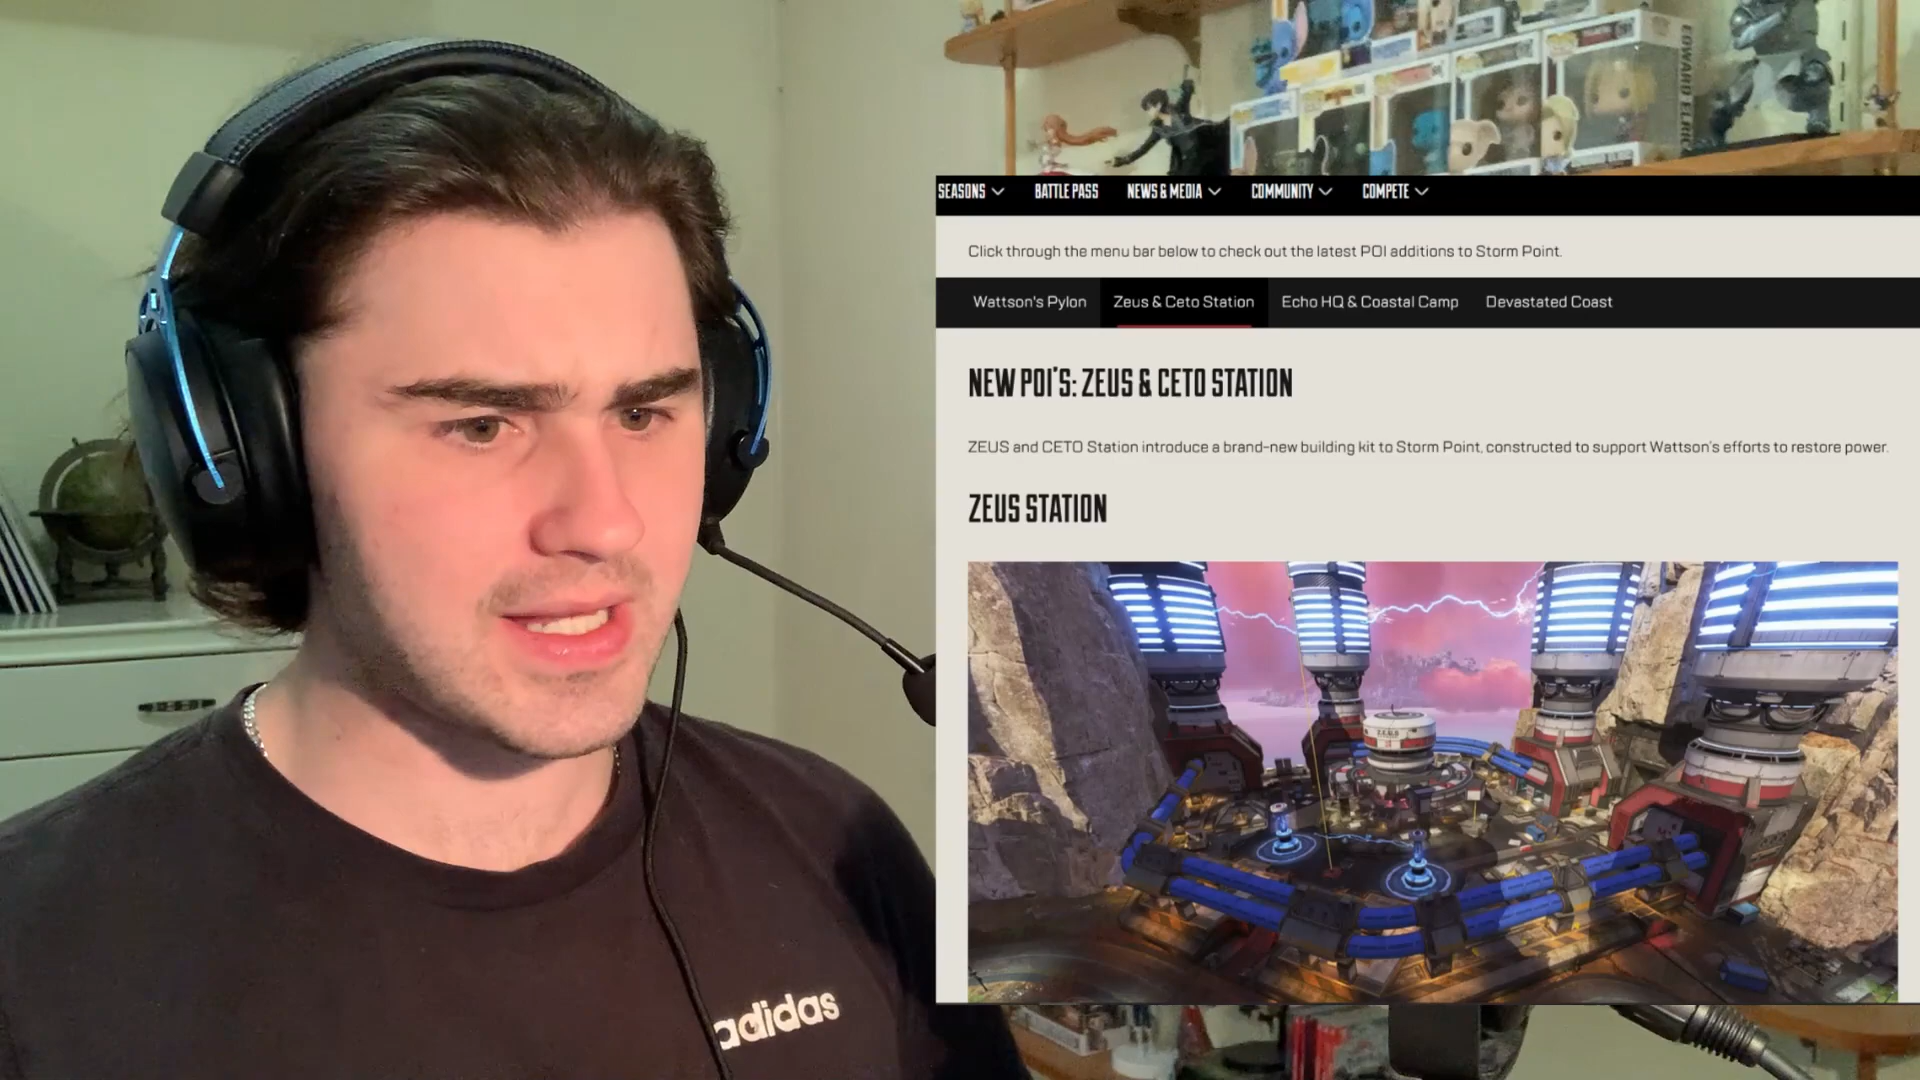 EDWARD ELRIC
SEASONS
BATTLE PASS
NEWS & MEDIA
COMMUNITY
COMPETE
Click through the menu bar below to check out the latest POI additions to Storm Point.
Wattson's Pylon
Zeus & Ceto Station
Echo HQ & Coastal Camp
Devastated Coast
NEW POI'S: ZEUS & CETO STATION
ZEUS and CETO Station introduce a brand-new building kit to Storm Point, constructed to support Wattson's efforts to restore power.
ZEUS STATION
adidas